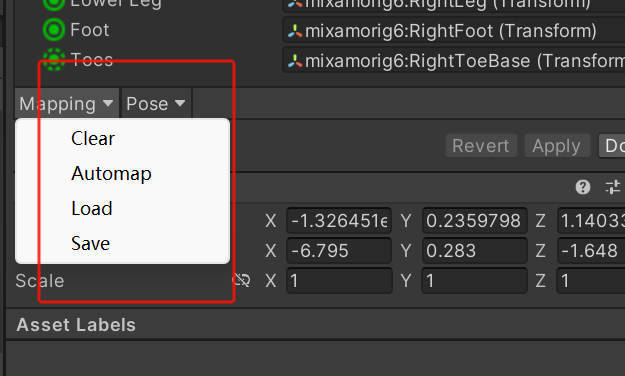 Lower Leg mixamorig6:RightLeg (Transform)
Foot mixamorig6:RightFoot (Transform)
Toes mixamorig6:RightToeBase (Transform
Mapping Pose
Clear
Revert Apply Do
Automap
Load
X -1.326451e Y 0.2359798 Z 1.14033
Save
X -6.795 Y 0.283 Z -1.648
Scale X 1 Y 1 Z 1
Asset Labels